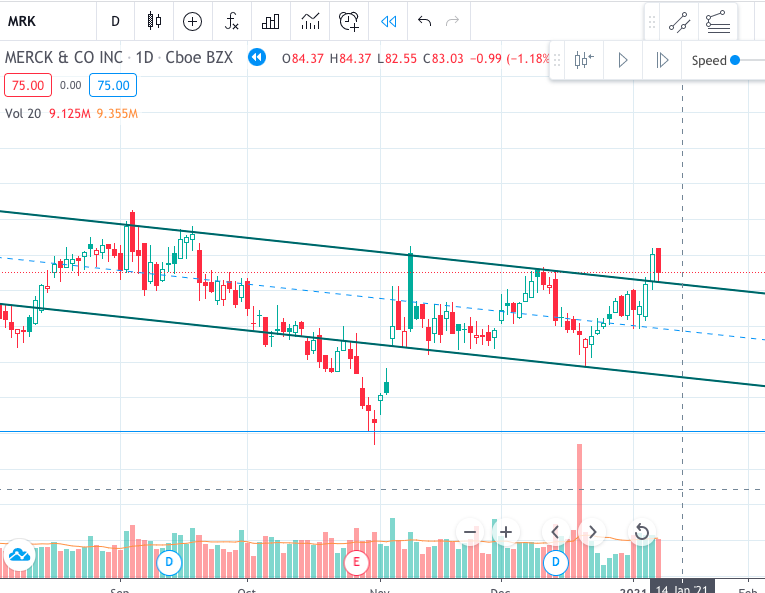 MRK D fx
Speed
MERCK & CO INC · 1D · Cboe BZX O84.37 H84.37 L82.55 C83.03 −0.99 (−1.18%
75.00 0.00 75.00
Vol 20 9.125M 9.355M
D E D
Sep Oct Nov Dec 2021 14 Jan '21 Feb